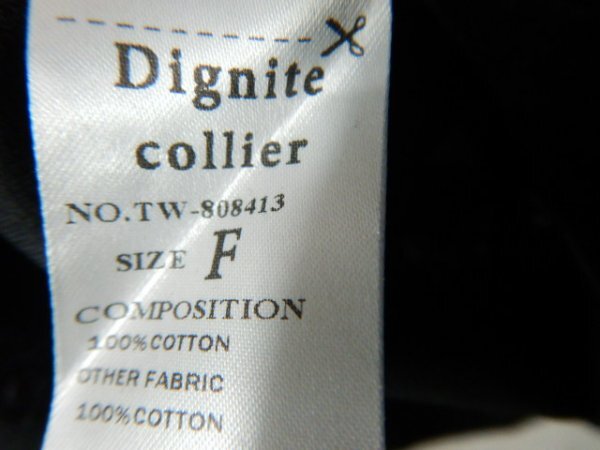 Dignite
collier
NO.TW-808413
SIZE F
COMPOSITION
100%COTTON
OTHER FABRIC
100%COTTON